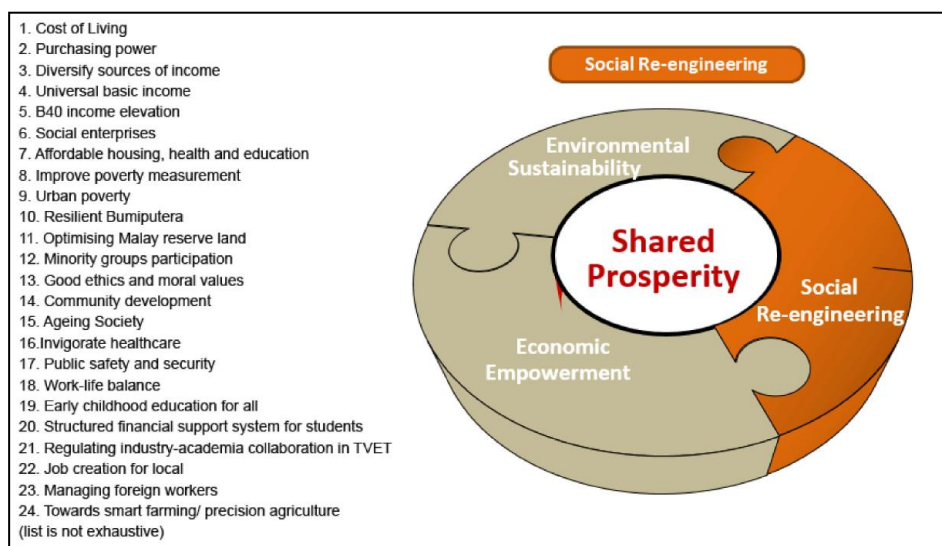 1. Cost of Living
2. Purchasing power
3. Diversify sources of income
4. Universal basic income
5. B40 income elevation
6. Social enterprises
7. Affordable housing, health and education
8. Improve poverty measurement
9. Urban poverty
10. Resilient Bumiputera
11. Optimising Malay reserve land
12. Minority groups participation
13. Good ethics and moral values
14. Community development
15. Ageing Society
16.Invigorate healthcare
17. Public safety and security
18. Work-life balance
19. Early childhood education for all
20. Structured financial support system for students
21. Regulating industry-academia collaboration in TVET
22. Job creation for local
23. Managing foreign workers
24. Towards smart farming/ precision agriculture
(list is not exhaustive)
Social Re-engineering
Environmental
Sustainability
Shared
Prosperity
Social
Re-engineering
Economic
Empowerment